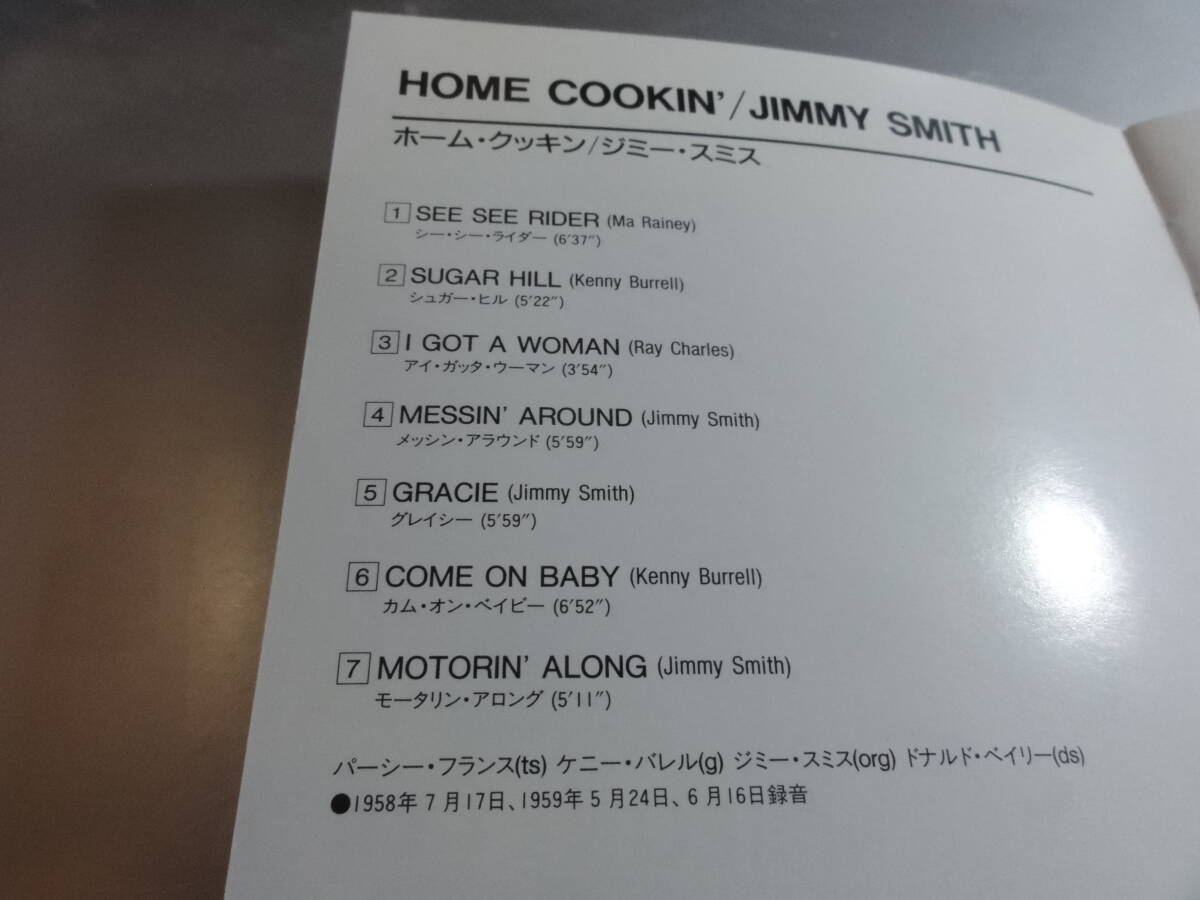 HOME COOKIN'/JIMMY SMITH
ホーム・クッキン/ジミー・スミス
1 SEE SEE RIDER (Ma Rainey)
シー・シー・ライダー (6'37")
2 SUGAR HILL (Kenny Burrell)
シュガー・ヒル (5'22")
3 I GOT A WOMAN (Ray Charles)
アイ・ガッタ・ウーマン (3'54")
4 MESSIN' AROUND (Jimmy Smith)
メッシン・アラウンド (5'59")
5 GRACIE (Jimmy Smith)
グレイシー (5'59")
6 COME ON BABY (Kenny Burrell)
カム・オン・ベイビー (6'52")
7 MOTORIN' ALONG (Jimmy Smith)
モータリン・アロング (5'11")
パーシー・フランス(ts) ケニー・バレル(g) ジミー・スミス(org) ドナルド・ベイリー(ds)
●1958年7月17日、1959年5月24日、6月16日録音